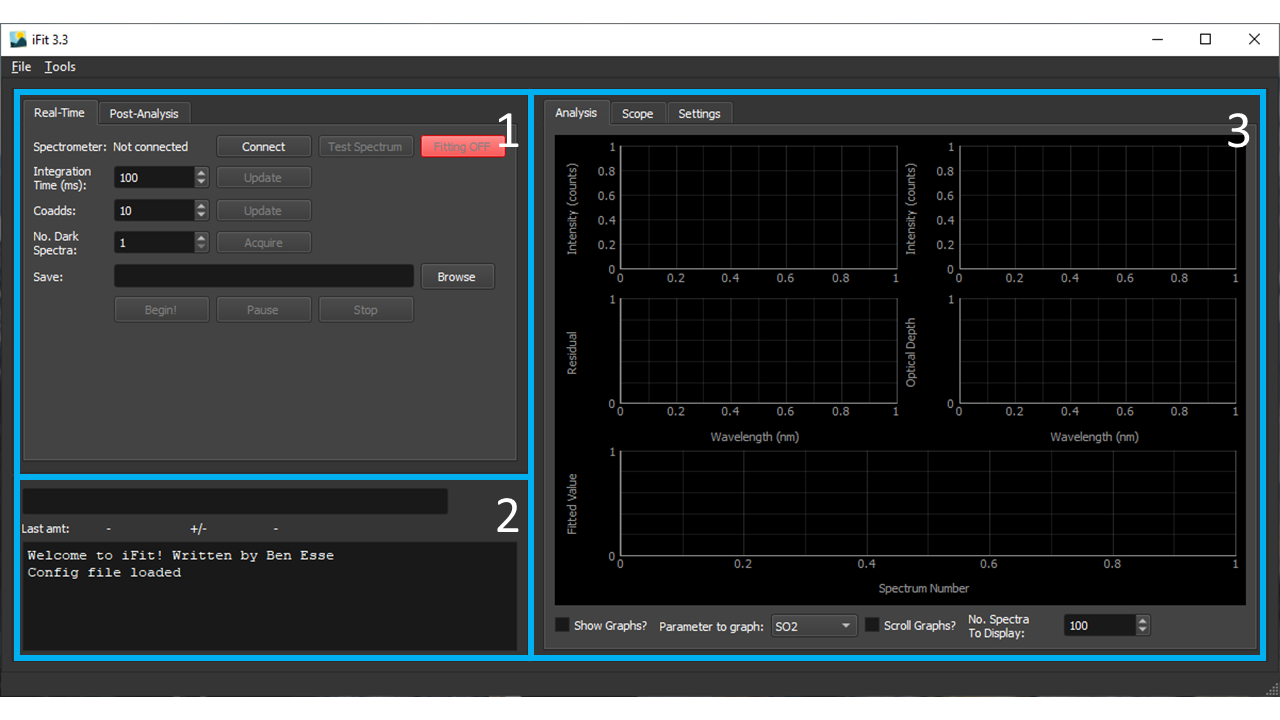 iFit 3.3
File Tools
Real-Time Post-Analysis
1
Spectrometer: Not connected Connect Test Spectrum Fitting OFF
Integration
Time (ms): 100 Update
Coadds: 10 Update
No. Dark
Spectra: 1 Acquire
Save: Browse
Begin! Pause Stop
2
Last amt: - +/- -
Welcome to iFit! Written by Ben Esse
Config file loaded
Analysis Scope Settings
3
Intensity (counts)
1
0.8
0.6
0.4
0.2
0
0 0.2 0.4 0.6 0.8 1
Intensity (counts)
1
0.8
0.6
0.4
0.2
0
0 0.2 0.4 0.6 0.8 1
Residual
1
0
0 0.2 0.4 0.6 0.8 1
Wavelength (nm)
Optical Depth
1
0
0 0.2 0.4 0.6 0.8 1
Wavelength (nm)
Fitted Value
1
0
0 0.2 0.4 0.6 0.8 1
Spectrum Number
Show Graphs? Parameter to graph: SO2 Scroll Graphs? No. Spectra
To Display: 100